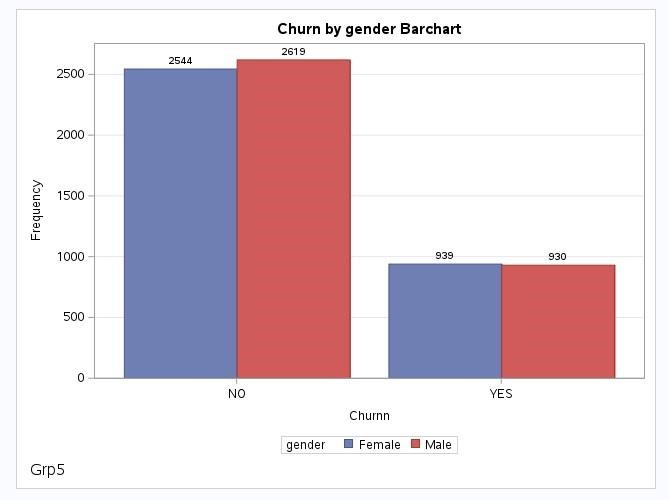 Churn by gender Barchart
2619
2544
2500
2000
1500
1000
500
0
Frequency
939
930
NO
YES
Churnn
gender Female Male
Grp5